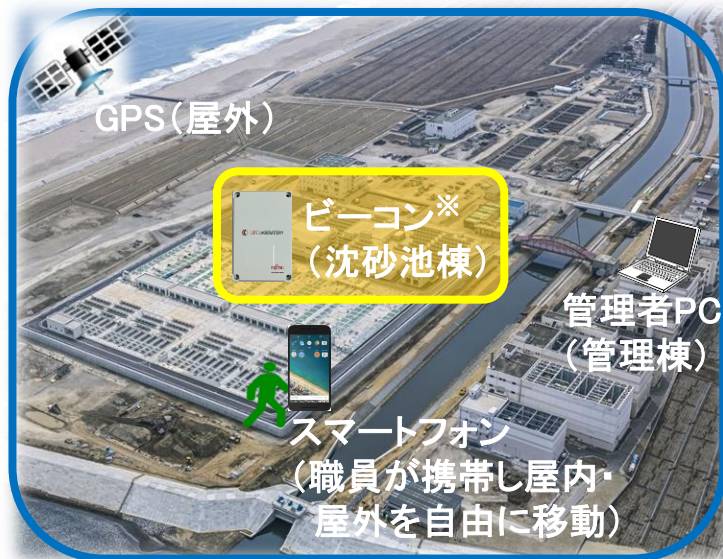 GPS（屋外）
ビーコン※
（沈砂池棟）
FUJITSU
管理者PC
（管理棟）
スマートフォン
（職員が携帯し屋内・
屋外を自由に移動）